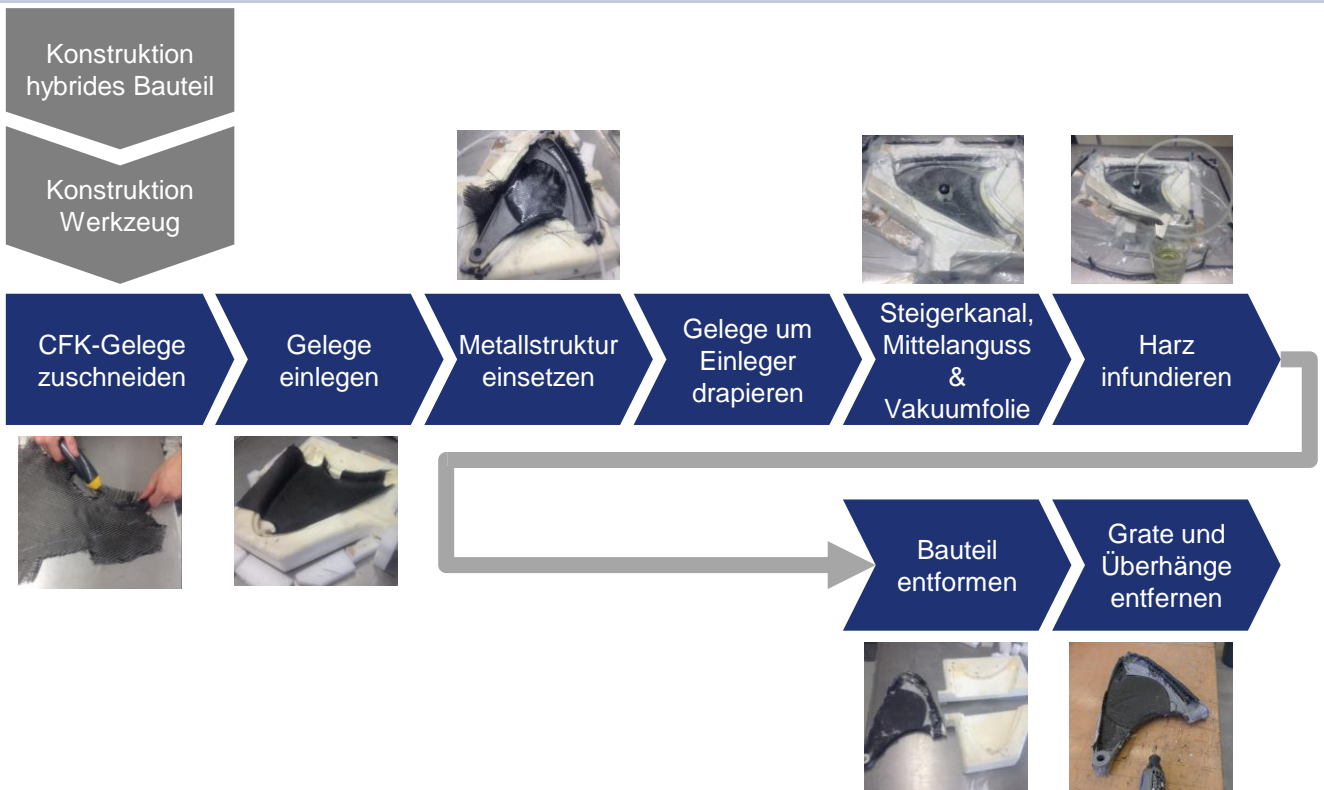 Konstruktion
hybrides Bauteil
Konstruktion
Werkzeug
CFK-Gelege
zuschneiden
Gelege
einlegen
Metallstruktur
einsetzen
Gelege um
Einleger
drapieren
Steigerkanal,
Mittelanguss
&
Vakuumfolie
Harz
infundieren
Bauteil
entformen
Grate und
Überhänge
entfernen